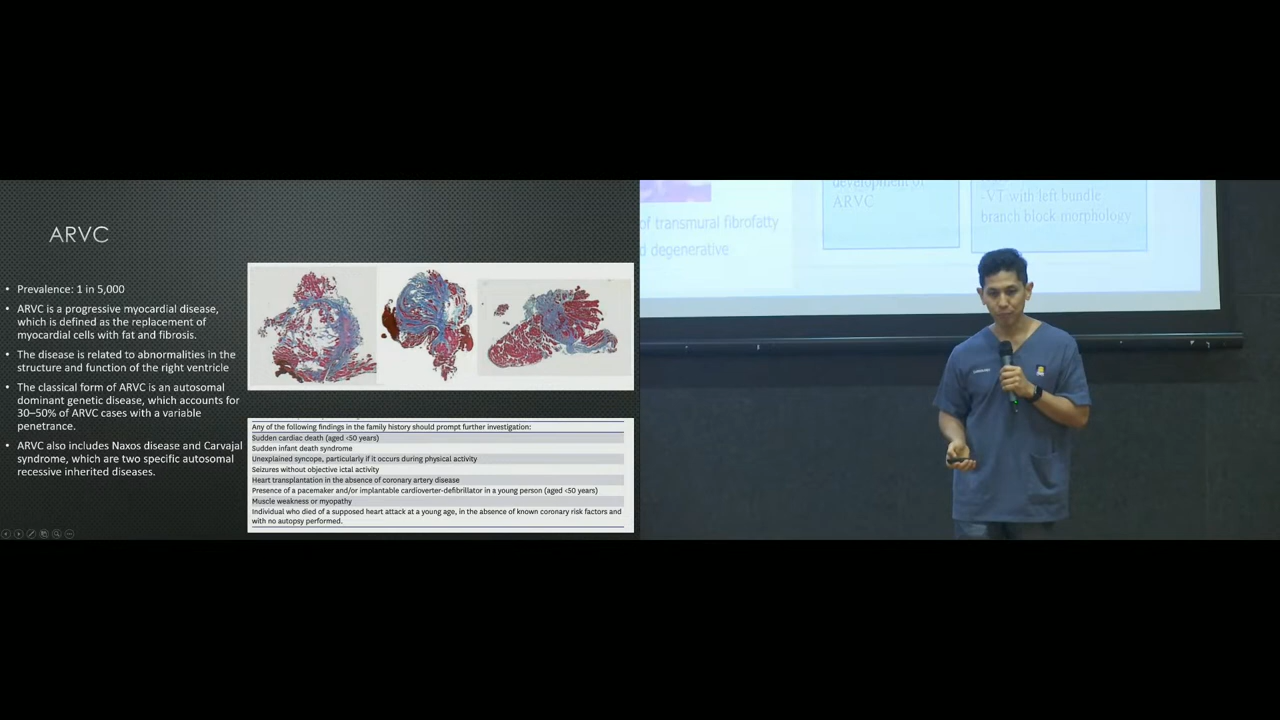 ARVC
• Prevalence: 1 in 5,000
• ARVC is a progressive myocardial disease,
which is defined as the replacement of
myocardial cells with fat and fibrosis.
• The disease is related to abnormalities in the
structure and function of the right ventricle
• The classical form of ARVC is an autosomal
dominant genetic disease, which accounts for
30–50% of ARVC cases with a variable
penetrance.
• ARVC also includes Naxos disease and Carvajal
syndrome, which are two specific autosomal
recessive inherited diseases.
Any of the following findings in the family history should prompt further investigation:
Sudden cardiac death (aged <50 years)
Sudden infant death syndrome
Unexplained syncope, particularly if it occurs during physical activity
Seizures without objective ictal activity
Heart transplantation in the absence of coronary artery disease
Presence of a pacemaker and/or implantable cardioverter-defibrillator in a young person (aged <50 years)
Muscle weakness or myopathy
Individual who died of a supposed heart attack at a young age, in the absence of known coronary risk factors and
with no autopsy performed.
of transmural fibrofatty
d degenerative
development of
ARVC
-VT with left bundle
branch block morphology